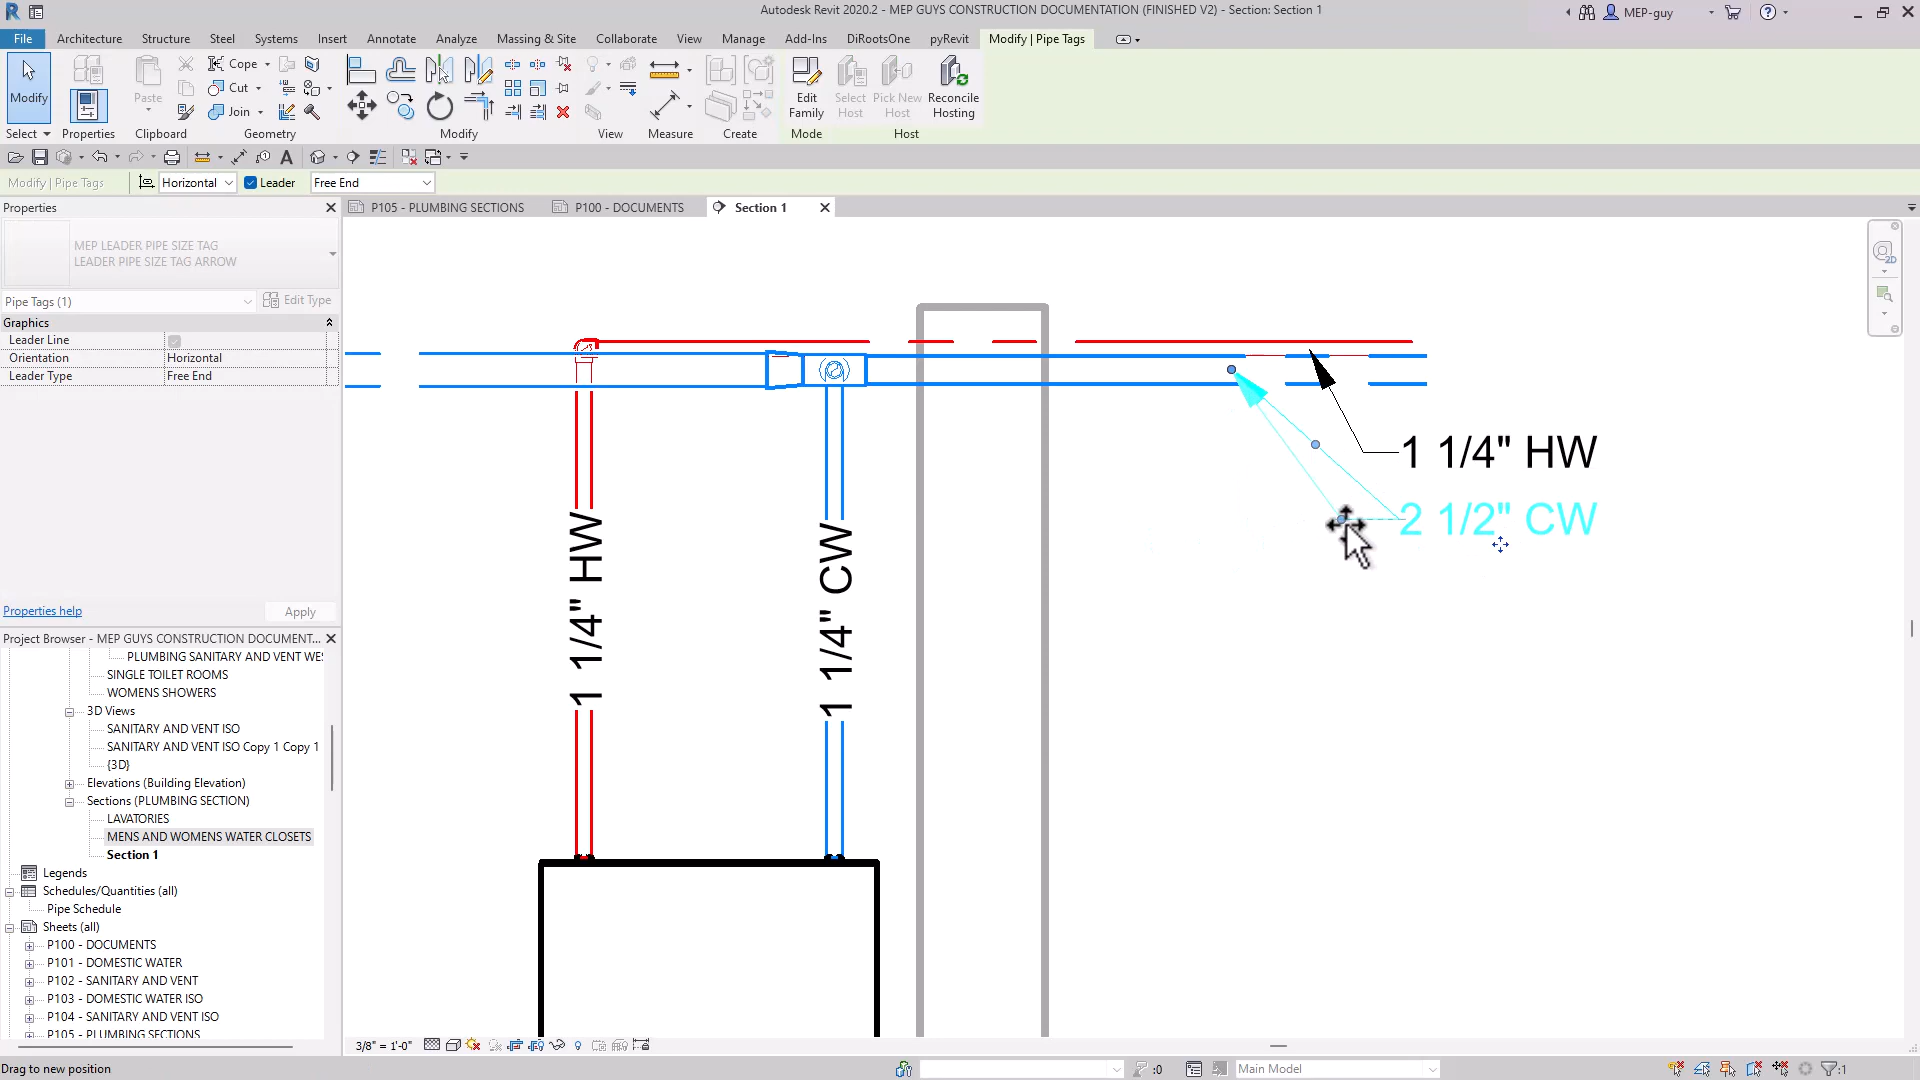 Autodesk Revit 2020.2 - MEP GUYS CONSTRUCTION DOCUMENTATION (FINISHED V2) - Section: Section 1
MEP-guy
File Architecture Structure Steel Systems Insert Annotate Analyze Massing & Site Collaborate View Manage Add-Ins DiRootsOne pyRevit Modify | Pipe Tags
Modify
Paste
Cope
Cut
Join
Edit Family
Select Host
Pick New Host
Reconcile Hosting
Select Properties Clipboard Geometry Modify View Measure Create Mode Host
Modify | Pipe Tags Horizontal Leader Free End
Properties
P105 - PLUMBING SECTIONS P100 - DOCUMENTS Section 1
MEP LEADER PIPE SIZE TAG
LEADER PIPE SIZE TAG ARROW
Pipe Tags (1) Edit Type
Graphics
Leader Line
Orientation Horizontal
Leader Type Free End
Properties help Apply
Project Browser - MEP GUYS CONSTRUCTION DOCUMENT...
PLUMBING SANITARY AND VENT WES
SINGLE TOILET ROOMS
WOMENS SHOWERS
3D Views
SANITARY AND VENT ISO
SANITARY AND VENT ISO Copy 1 Copy 1
{3D}
Elevations (Building Elevation)
Sections (PLUMBING SECTION)
LAVATORIES
MENS AND WOMENS WATER CLOSETS
Section 1
Legends
Schedules/Quantities (all)
Pipe Schedule
Sheets (all)
P100 - DOCUMENTS
P101 - DOMESTIC WATER
P102 - SANITARY AND VENT
P103 - DOMESTIC WATER ISO
P104 - SANITARY AND VENT ISO
P105 - PLUMBING SECTIONS
1 1/4" HW
2 1/2" CW
1 1/4" HW
1 1/4" CW
2D
3/8" = 1'-0"
Drag to new position
:0
Main Model
:1